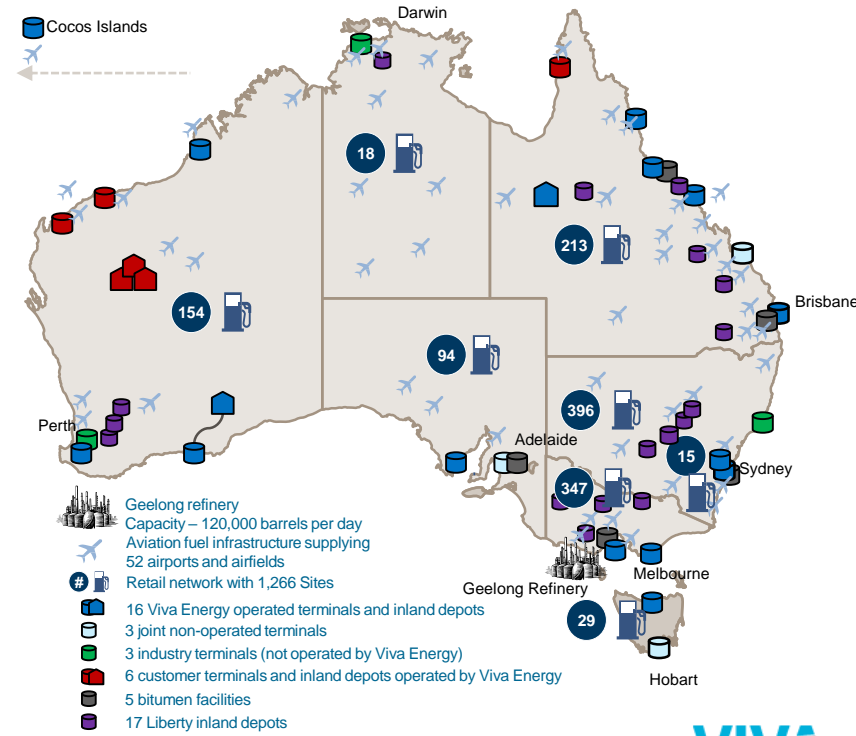 Darwin
Cocos Islands
18
213
154
Brisbane
94
396
Perth
Adelaide
15
Sydney
347
Geelong refinery
Capacity – 120,000 barrels per day
Aviation fuel infrastructure supplying
52 airports and airfields
# Retail network with 1,266 Sites
Melbourne
Geelong Refinery
16 Viva Energy operated terminals and inland depots
29
3 joint non-operated terminals
3 industry terminals (not operated by Viva Energy)
6 customer terminals and inland depots operated by Viva Energy
Hobart
5 bitumen facilities
17 Liberty inland depots
VIVA